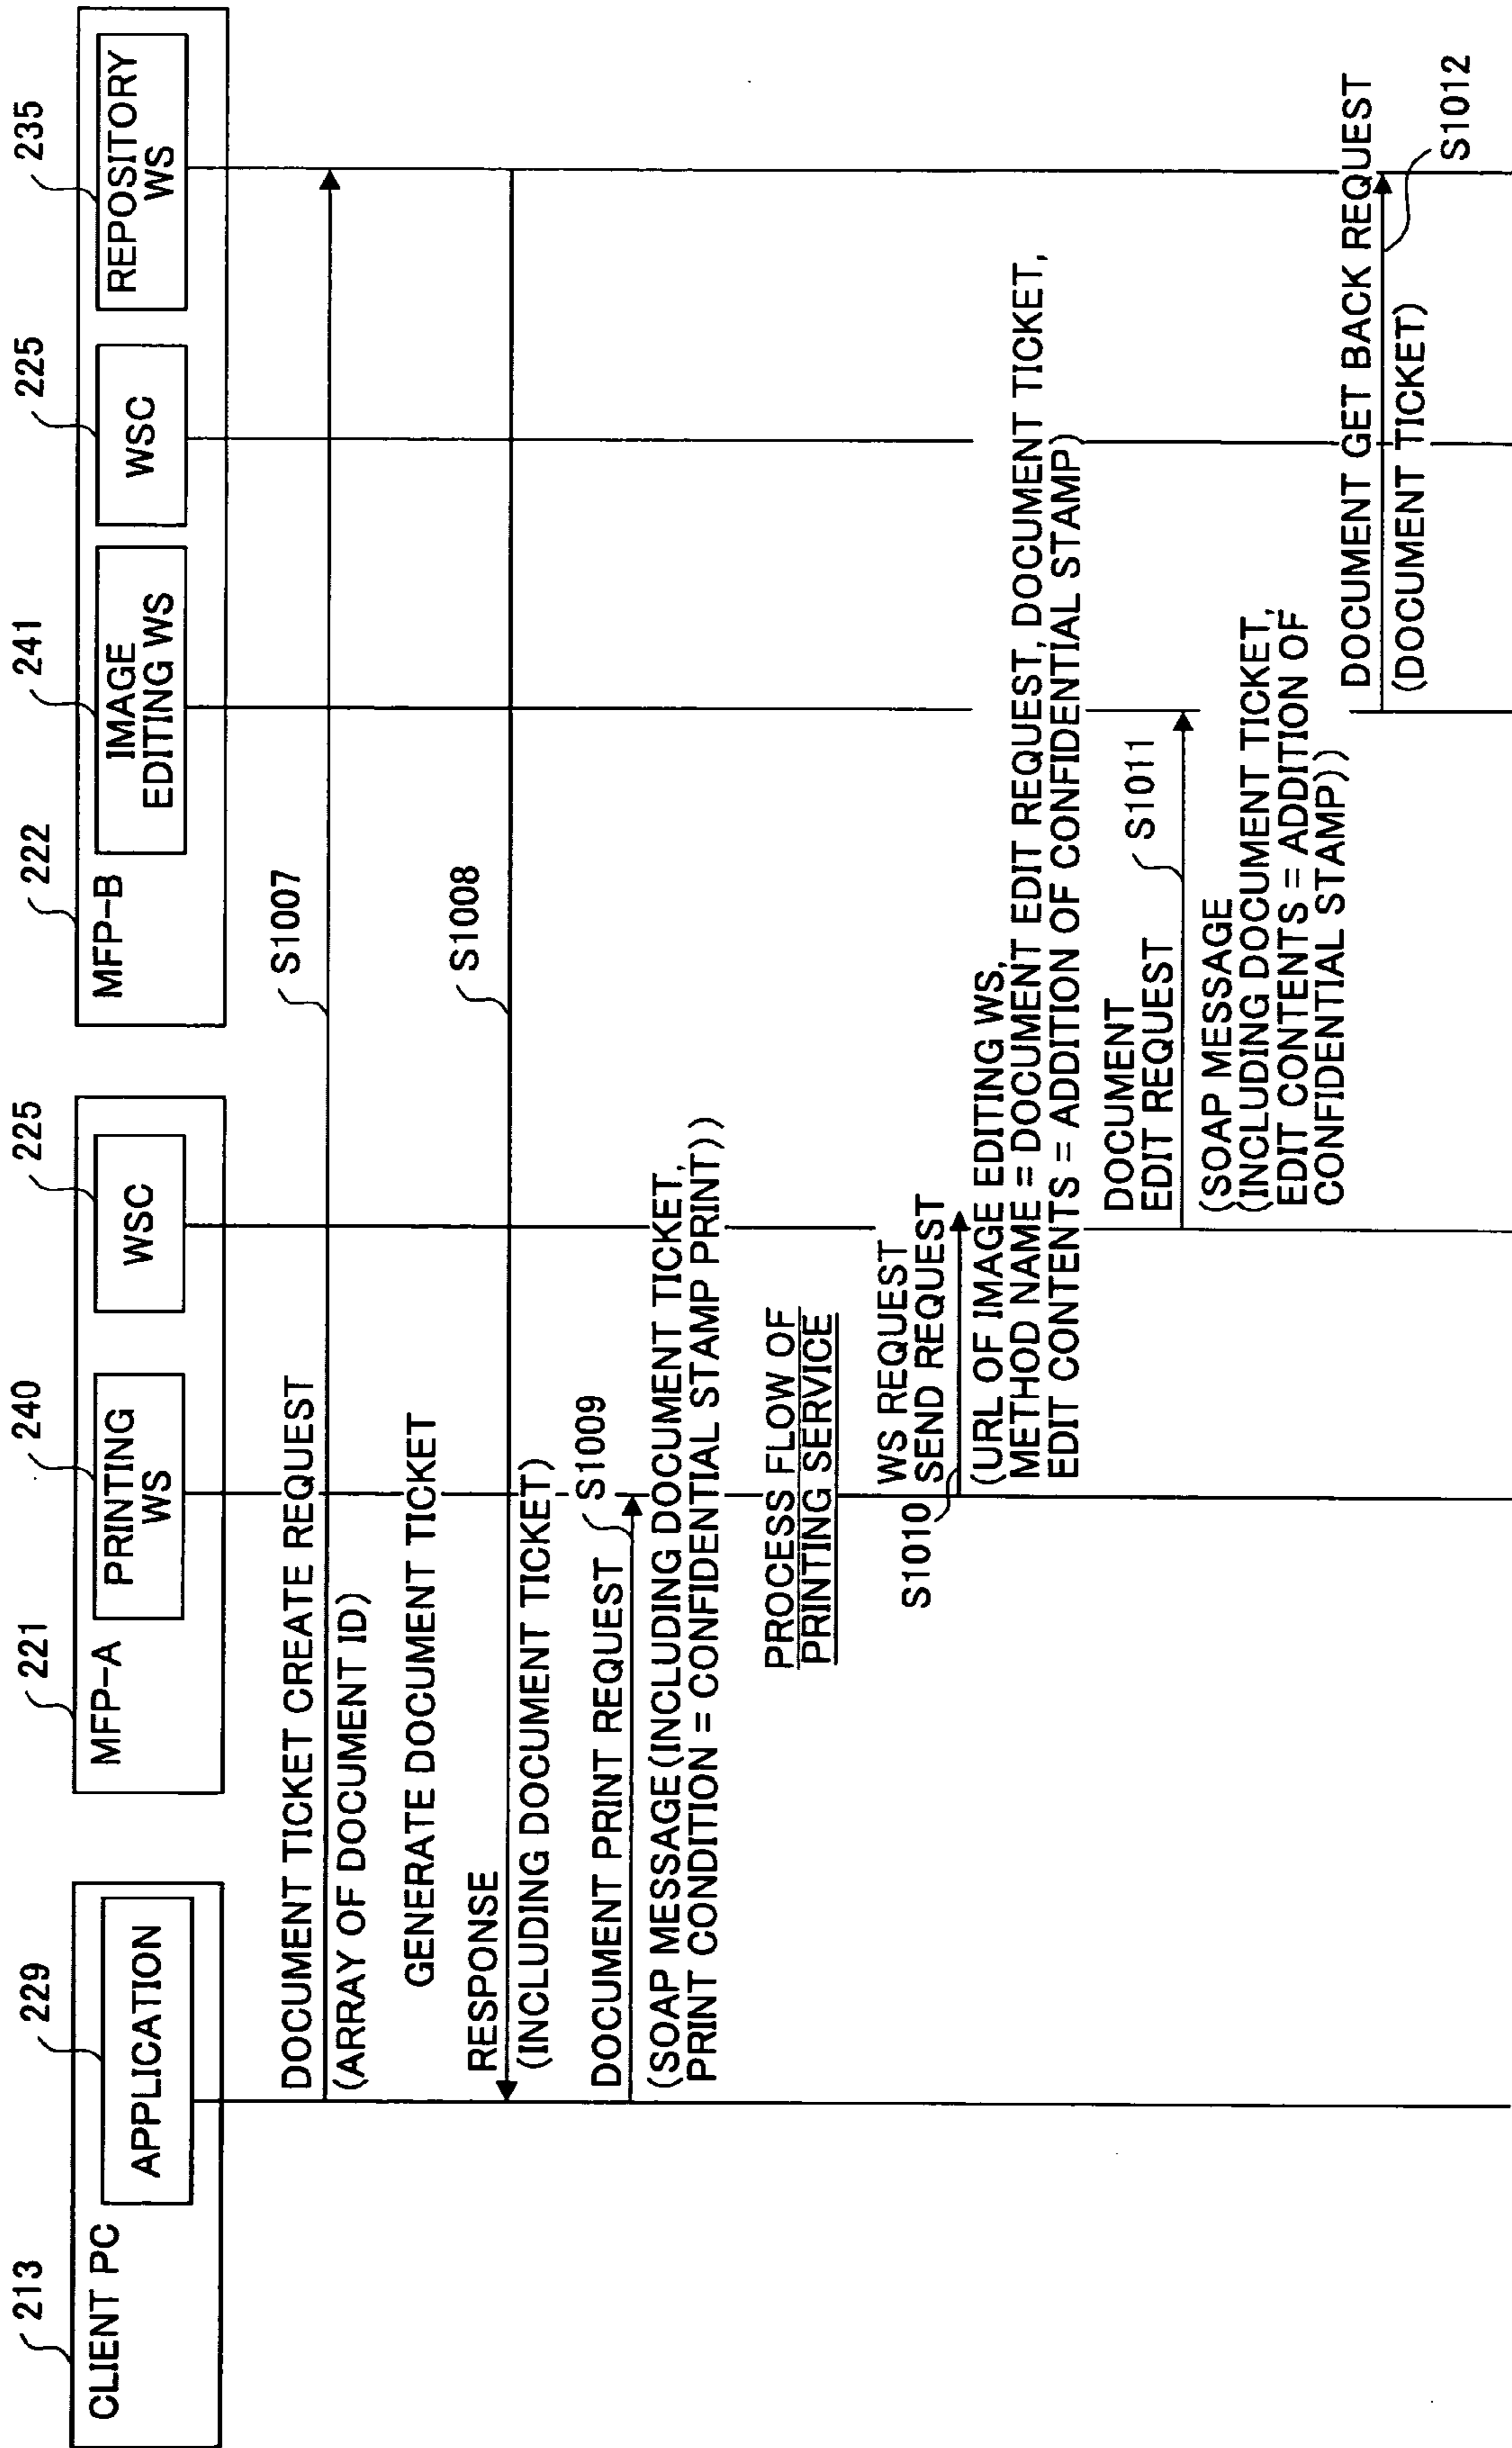 213
CLIENT PC
229
APPLICATION
221
MFP-A
240
PRINTING
WS
225
WSC
222
MFP-B
241
IMAGE
EDITING WS
225
WSC
235
REPOSITORY
WS
DOCUMENT TICKET CREATE REQUEST
S1007
(ARRAY OF DOCUMENT ID)
GENERATE DOCUMENT TICKET
RESPONSE
S1008
(INCLUDING DOCUMENT TICKET)
DOCUMENT PRINT REQUEST
S1009
(SOAP MESSAGE(INCLUDING DOCUMENT TICKET,
PRINT CONDITION = CONFIDENTIAL STAMP PRINT))
PROCESS FLOW OF
PRINTING SERVICE
WS REQUEST
SEND REQUEST
S1010
(URL OF IMAGE EDITING WS,
METHOD NAME = DOCUMENT EDIT REQUEST, DOCUMENT TICKET,
EDIT CONTENTS = ADDITION OF CONFIDENTIAL STAMP)
DOCUMENT
EDIT REQUEST
S1011
(SOAP MESSAGE
(INCLUDING DOCUMENT TICKET,
EDIT CONTENTS = ADDITION OF
CONFIDENTIAL STAMP))
DOCUMENT GET BACK REQUEST
(DOCUMENT TICKET)
S1012